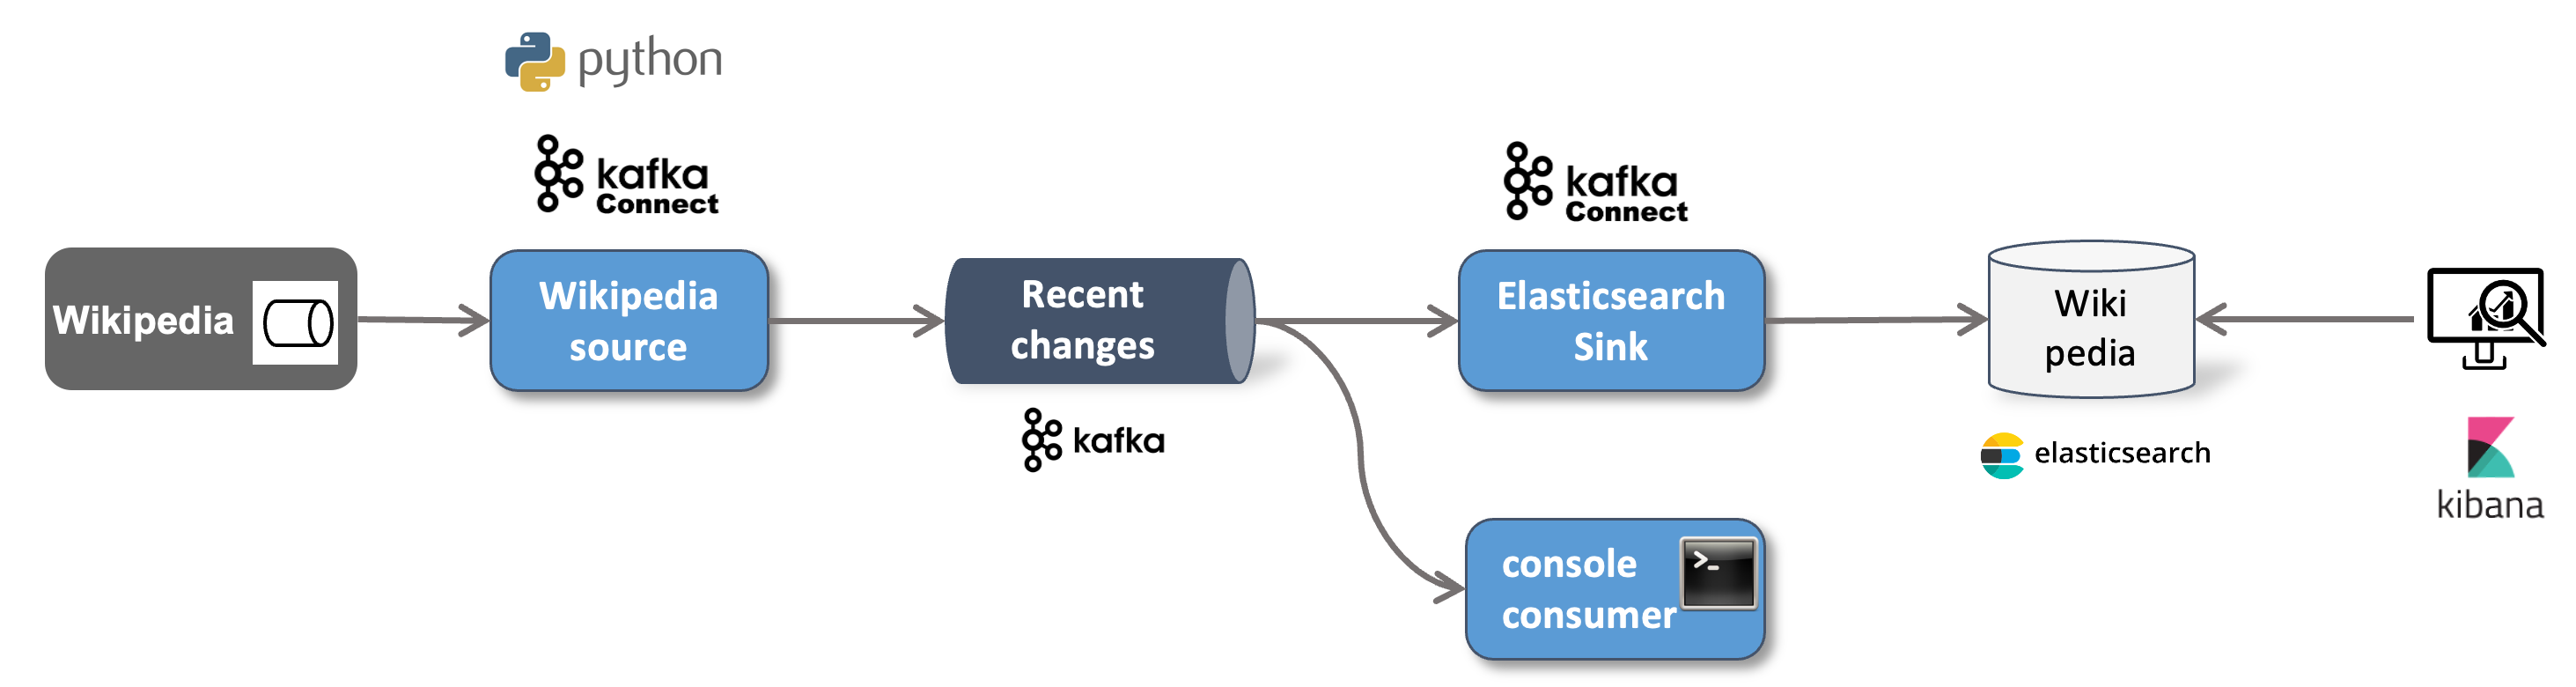 python
kafka
Connect
kafka
Connect
Wikipedia
Wikipedia
source
Recent
changes
Elasticsearch
Sink
Wiki
pedia
kafka
elasticsearch
kibana
console
consumer
>_